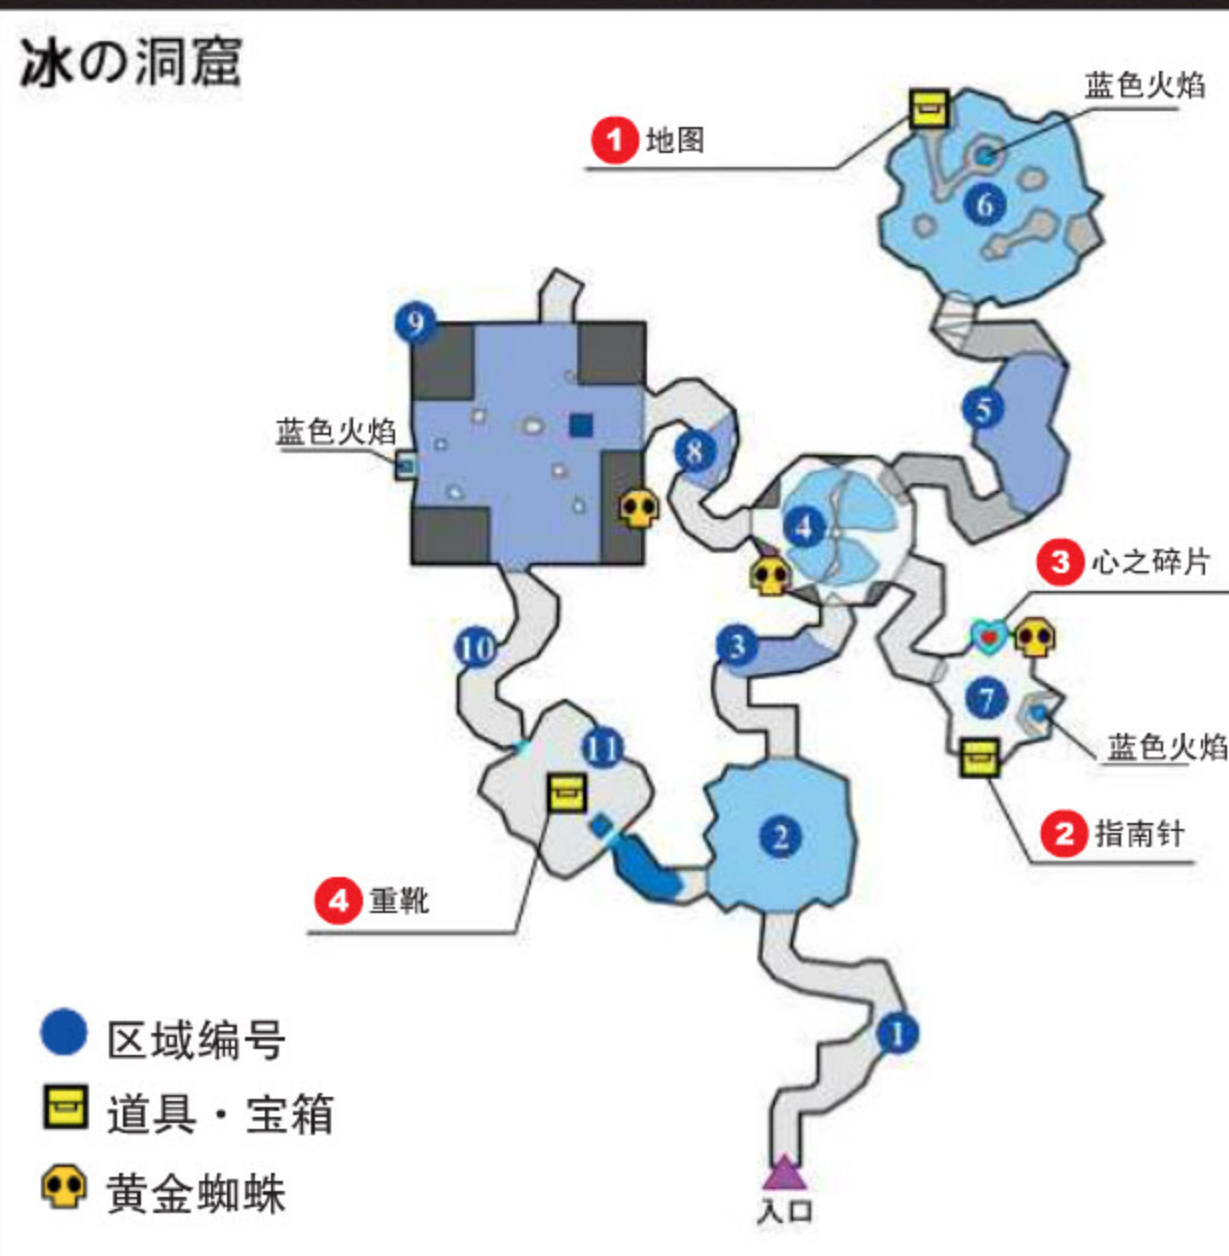 冰の洞窟
蓝色火焰
1 地图
6
9
5
蓝色火焰
8
4
3 心之碎片
3
10
7
11
蓝色火焰
2
2 指南针
4 重靴
1
区域编号
道具・宝箱
黄金蜘蛛
入口